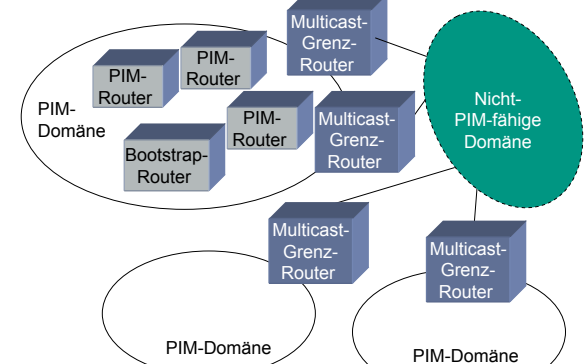 Multicast-
Grenz-
Router
PIM-
Router
PIM-
Router
PIM-
Domäne
PIM-
Router
Multicast-
Grenz-
Router
Bootstrap-
Router
Nicht-
PIM-fähige
Domäne
Multicast-
Grenz-
Router
Multicast-
Grenz-
Router
PIM-Domäne
PIM-Domäne